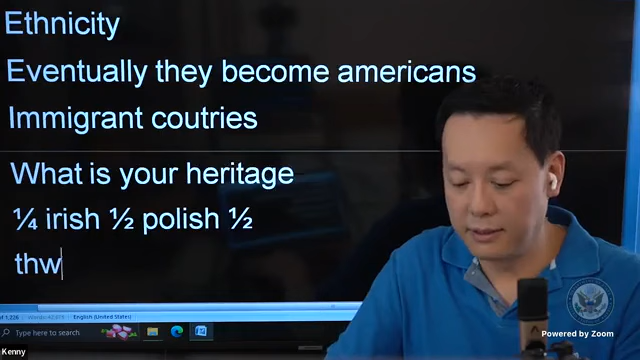 Ethnicity
Eventually they become americans
Immigrant coutries
What is your heritage
¼ irish ½ polish ½
thw
English (United States)
Type here to search
Powered by Zoom
Kenny